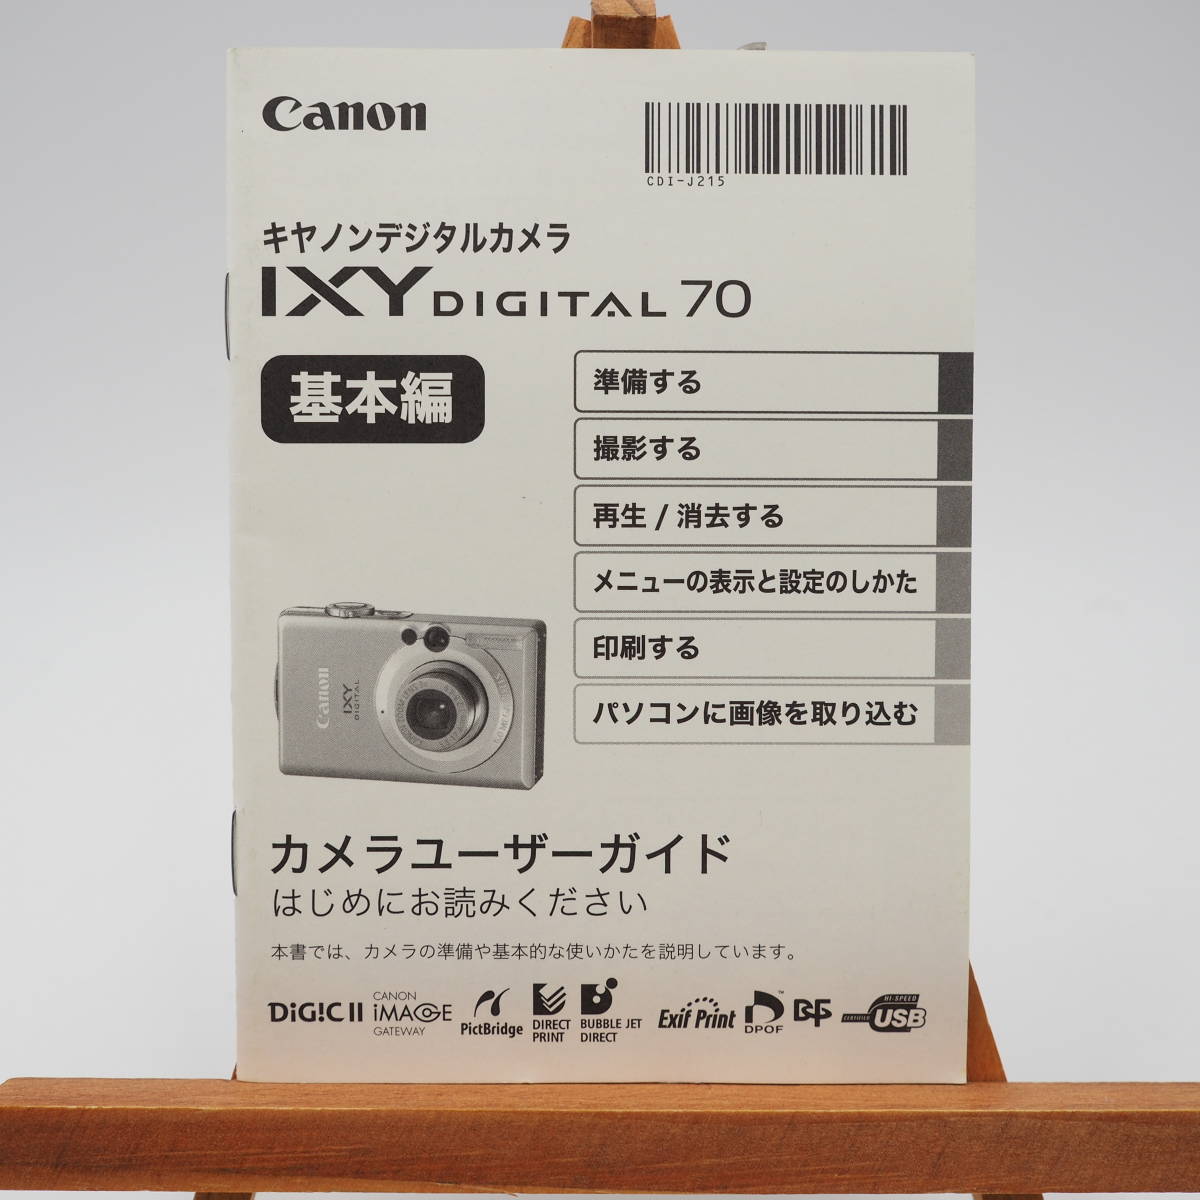 Canon
CDI-J215
キヤノンデジタルカメラ
IXY DIGITAL 70
基本編
準備する
撮影する
再生 / 消去する
メニューの表示と設定のしかた
印刷する
パソコンに画像を取り込む
Canon
IXY
DIGITAL
カメラユーザーガイド
はじめにお読みください
本書では、カメラの準備や基本的な使いかたを説明しています。
DiG!C II
CANON
iMAGE
GATEWAY
PictBridge
DIRECT
PRINT
BUBBLE JET
DIRECT
Exif Print
DPOF
™
HI-SPEED
CERTIFIED
USB